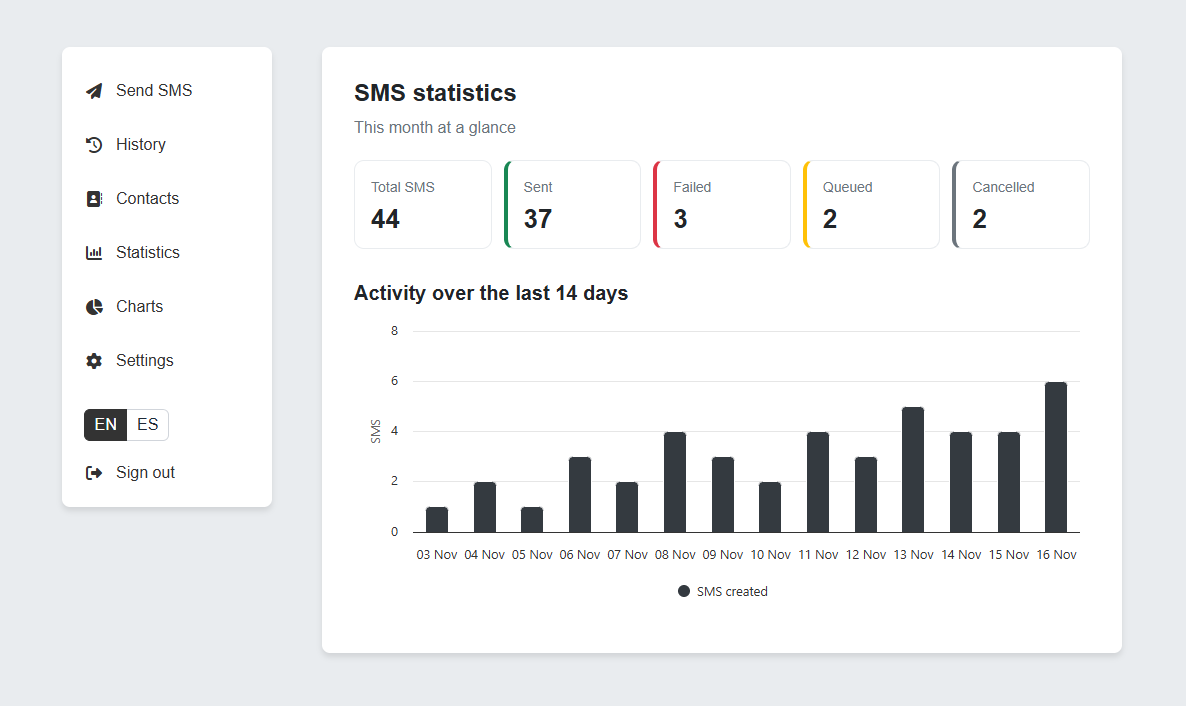 Send SMS
History
Contacts
Statistics
Charts
Settings
EN ES
Sign out
SMS statistics
This month at a glance
Total SMS
44
Sent
37
Failed
3
Queued
2
Cancelled
2
Activity over the last 14 days
8
6
4
2
0
SMS
03 Nov 04 Nov 05 Nov 06 Nov 07 Nov 08 Nov 09 Nov 10 Nov 11 Nov 12 Nov 13 Nov 14 Nov 15 Nov 16 Nov
SMS created